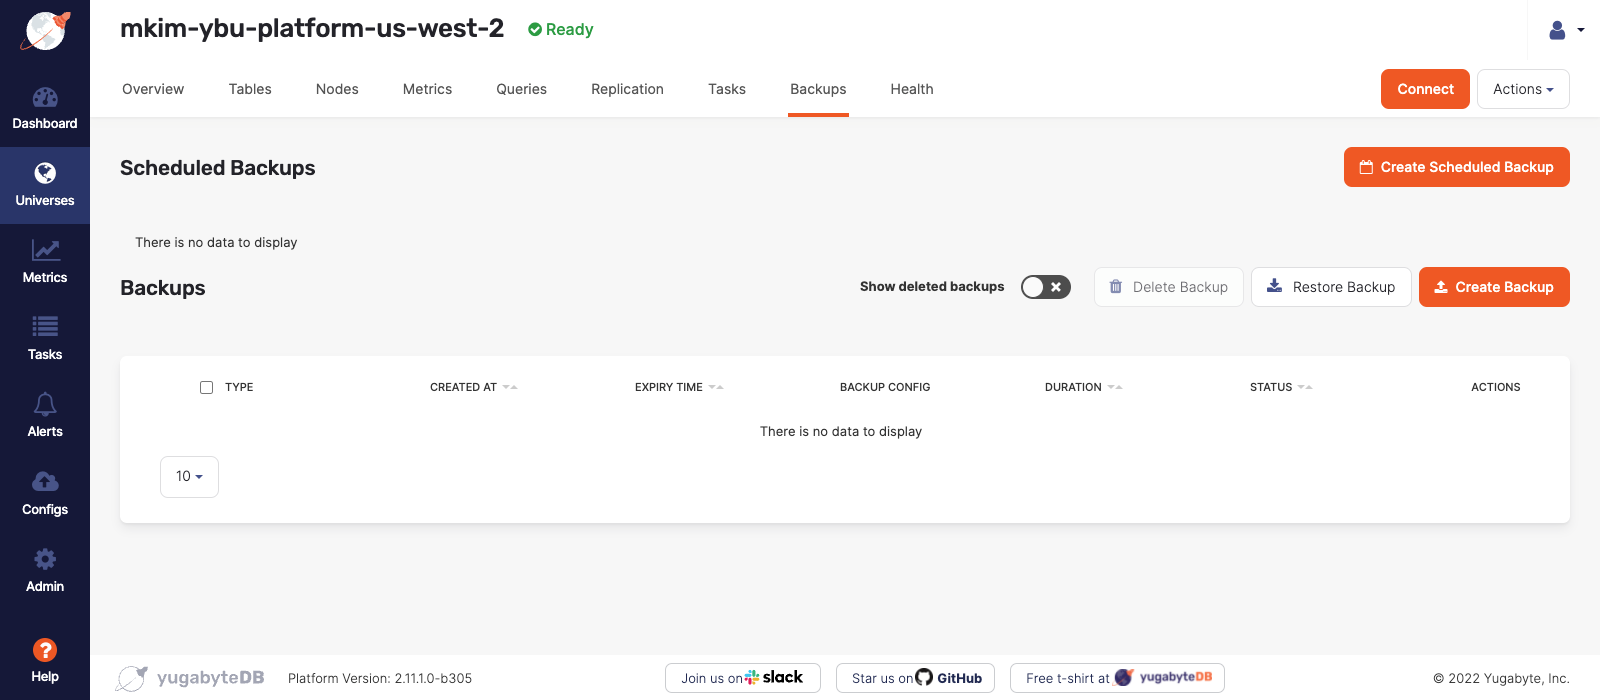 mkim-ybu-platform-us-west-2 Ready
Overview Tables Nodes Metrics Queries Replication Tasks Backups Health Connect Actions
Dashboard
Universes
Metrics
Tasks
Alerts
Configs
Admin
Help
Scheduled Backups Create Scheduled Backup
There is no data to display
Backups Show deleted backups Delete Backup Restore Backup Create Backup
TYPE CREATED AT EXPIRY TIME BACKUP CONFIG DURATION STATUS ACTIONS
There is no data to display
10
yugabyteDB Platform Version: 2.11.1.0-b305 Join us on slack Star us on GitHub Free t-shirt at yugabyteDB © 2022 Yugabyte, Inc.